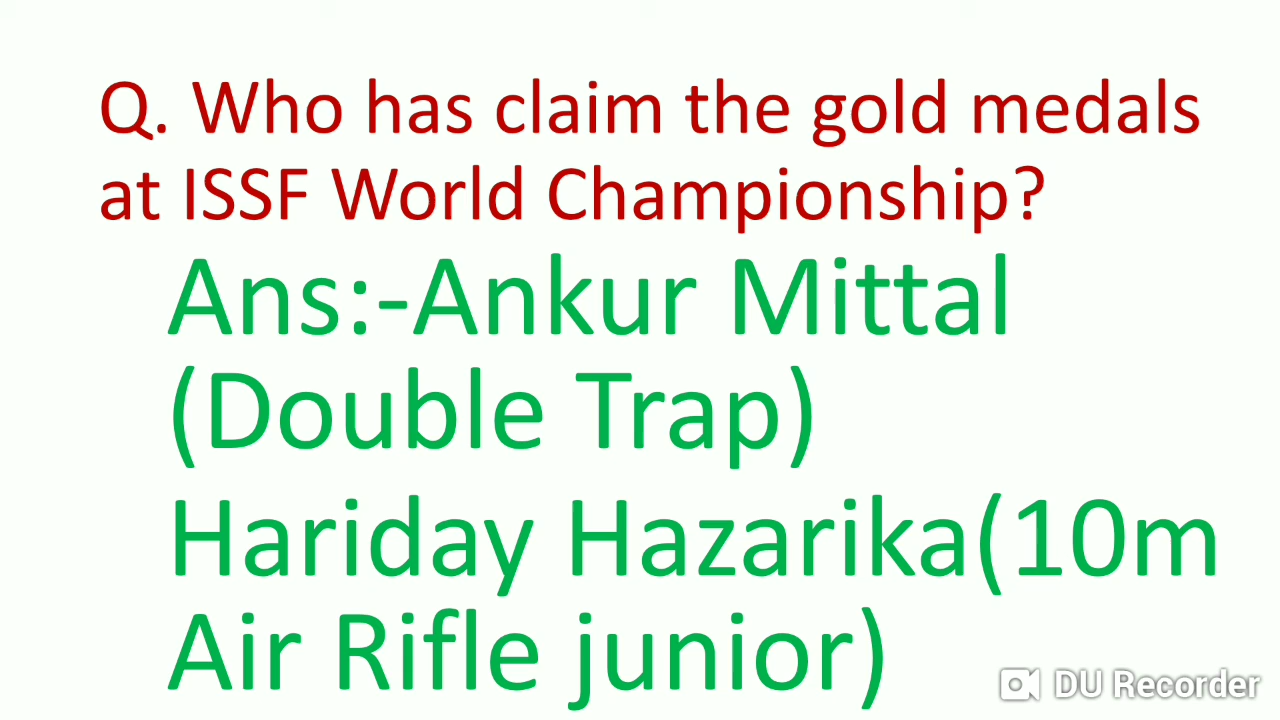 Q. Who has claim the gold medals
at ISSF World Championship?
Ans:-Ankur Mittal
(Double Trap)
Hariday Hazarika(10m
Air Rifle junior)
DU Recorder